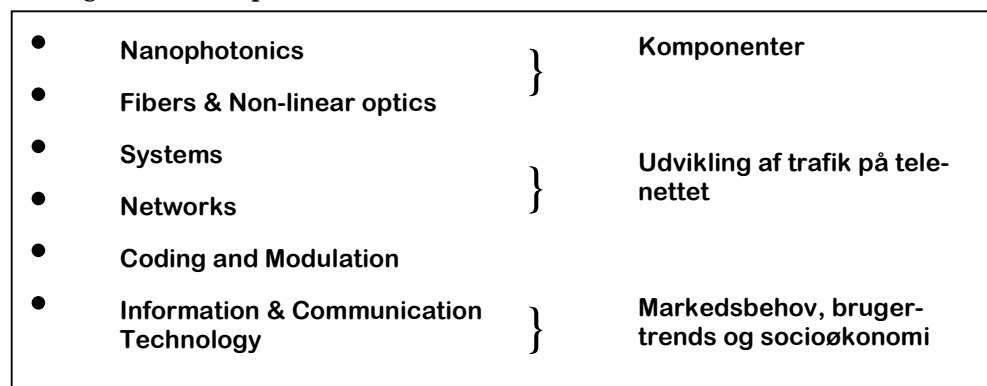 • Nanophotonics
• Fibers & Non-linear optics
• Systems
• Networks
• Coding and Modulation
• Information & Communication
Technology
} Komponenter
} Udvikling af trafik på tele-
nettet
} Markedsbehov, bruger-
trends og socioøkonomi